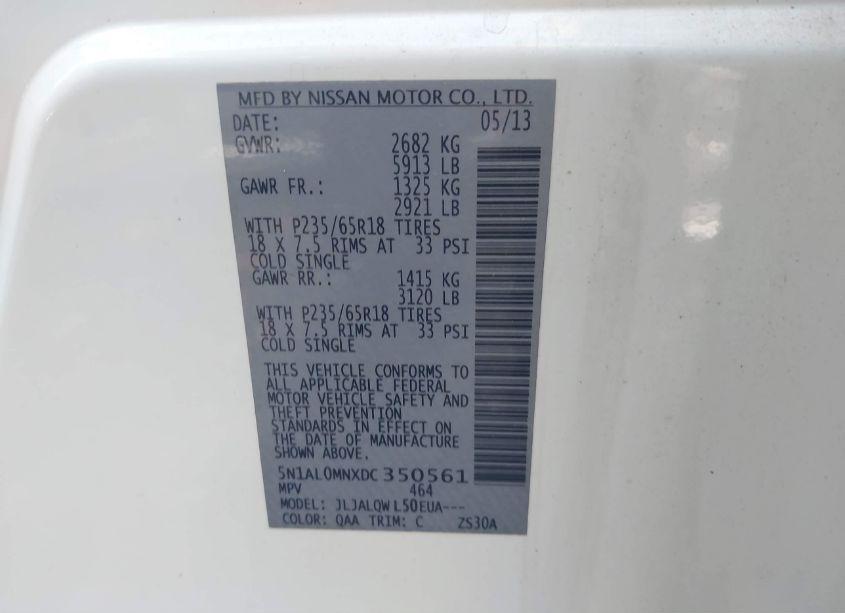 MFD BY NISSAN MOTOR CO., LTD.
DATE: 05/13
GVWR: 2682 KG
5913 LB
GAWR FR.: 1325 KG
2921 LB
WITH P235/65R18 TIRES
18 X 7.5 RIMS AT 33 PSI
COLD SINGLE
GAWR RR.: 1415 KG
3120 LB
WITH P235/65R18 TIRES
18 X 7.5 RIMS AT 33 PSI
COLD SINGLE
THIS VEHICLE CONFORMS TO
ALL APPLICABLE FEDERAL
MOTOR VEHICLE SAFETY AND
THEFT PREVENTION
STANDARDS IN EFFECT ON
THE DATE OF MANUFACTURE
SHOWN ABOVE.
5N1AL0MNXDC350561
MPV 464
MODEL: JLJALQW L50EUA---
COLOR: QAA TRIM: C ZS30A